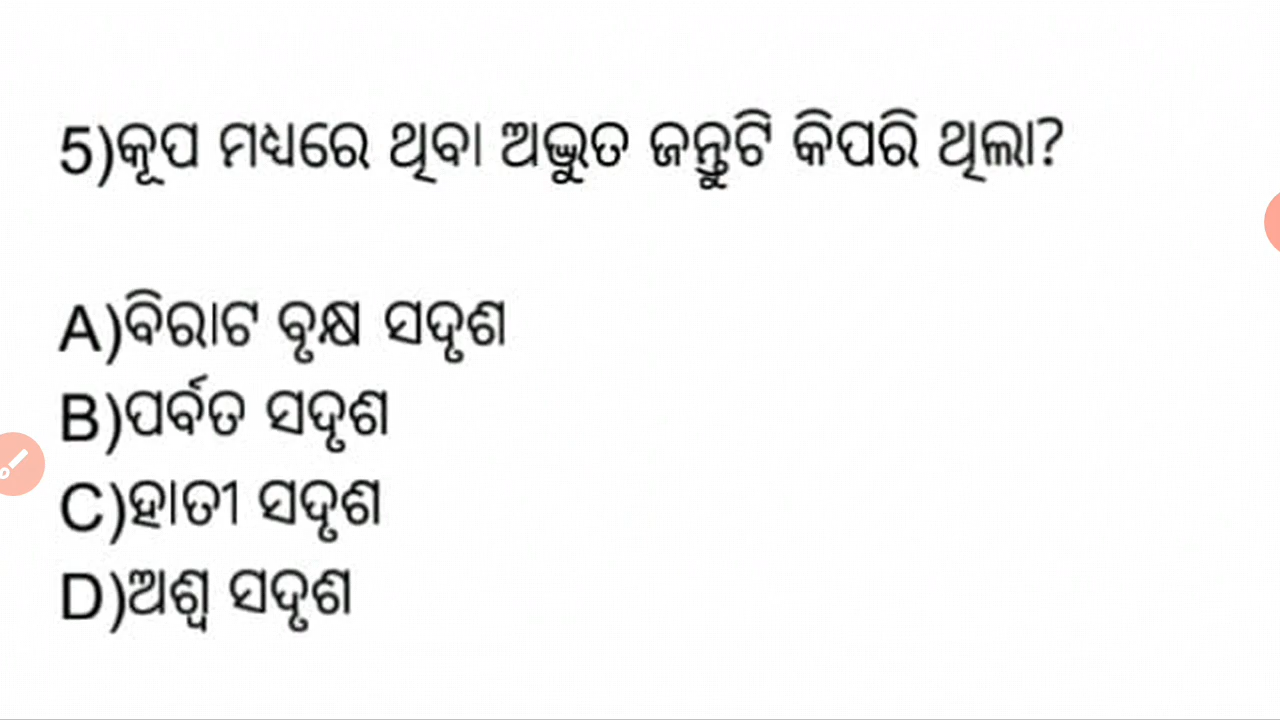 5)କୂପ ମଧ୍ୟରେ ଥିବା ଅଦ୍ଭୁତ ଜନ୍ତୁଟି କିପରି ଥିଲା?
A)ବିରାଟ ବୃକ୍ଷ ସଦୃଶ
B)ପର୍ବତ ସଦୃଶ
C)ହାତୀ ସଦୃଶ
D)ଅଶ୍ୱ ସଦୃଶ